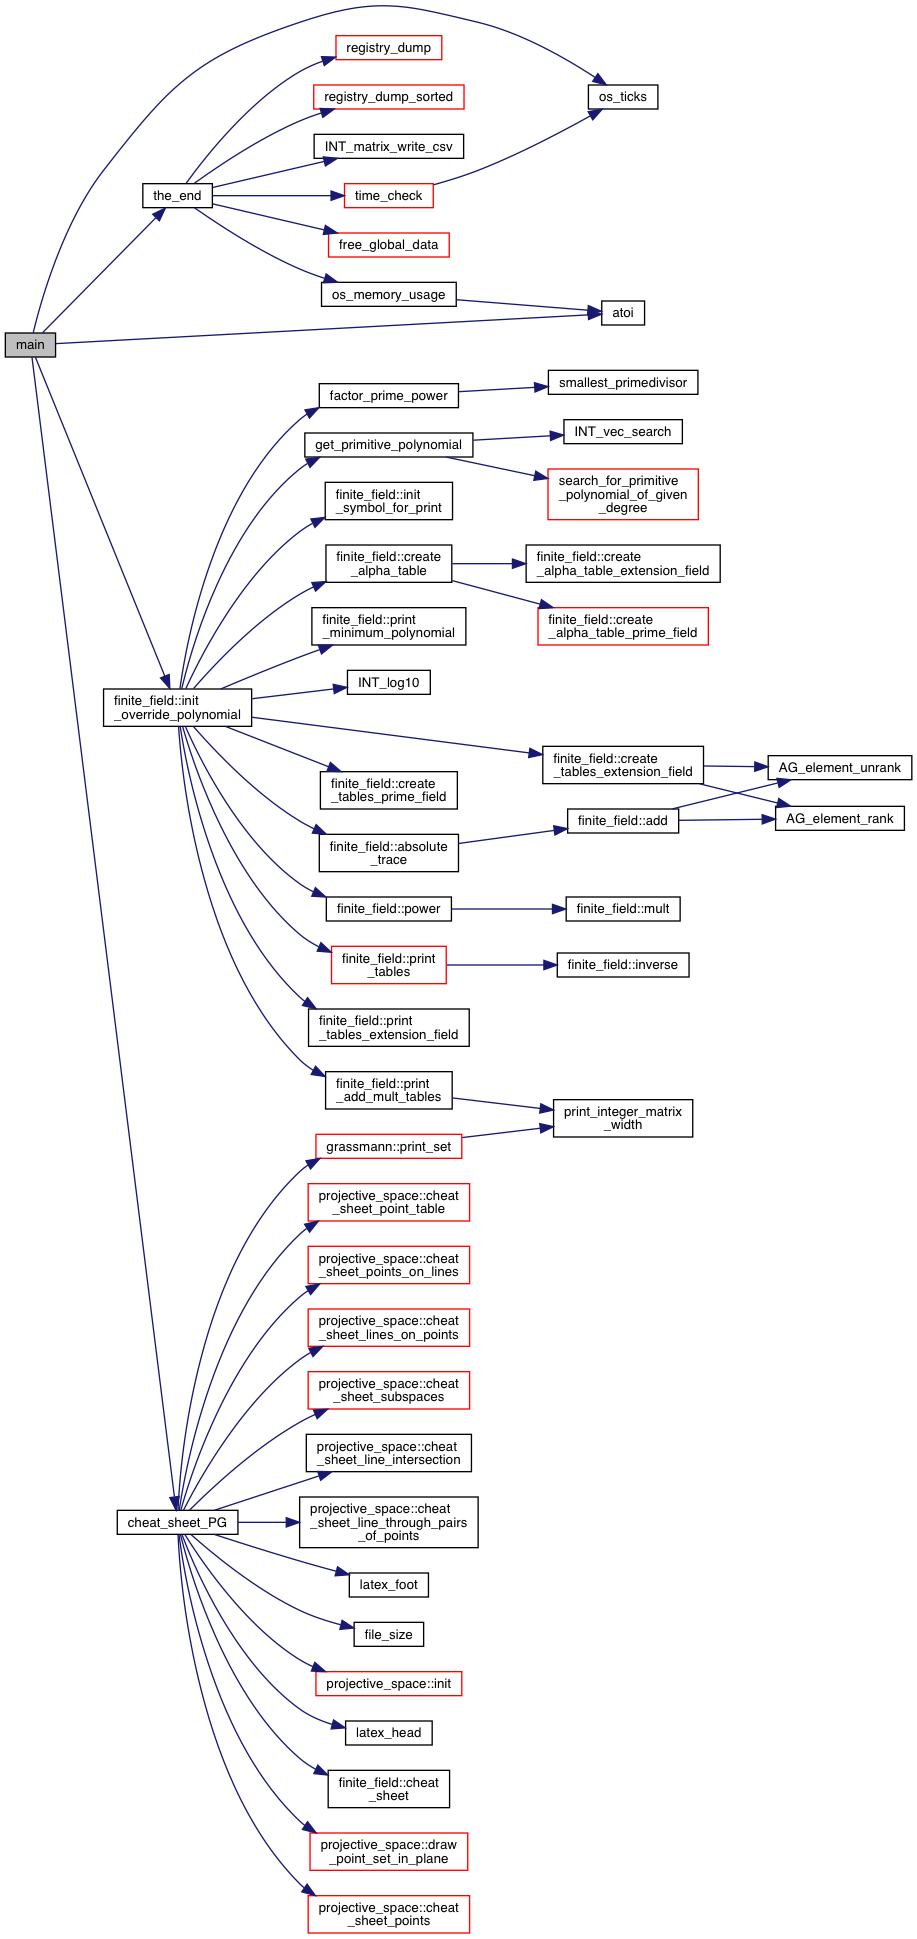 registry_dump
registry_dump_sorted
os_ticks
INT_matrix_write_csv
the_end
time_check
free_global_data
os_memory_usage
atoi
main
factor_prime_power
smallest_primedivisor
get_primitive_polynomial
INT_vec_search
search_for_primitive
_polynomial_of_given
_degree
finite_field::init
_symbol_for_print
finite_field::create
_alpha_table
finite_field::create
_alpha_table_extension_field
finite_field::create
_alpha_table_prime_field
finite_field::print
_minimum_polynomial
INT_log10
finite_field::init
_override_polynomial
finite_field::create
_tables_extension_field
AG_element_unrank
finite_field::create
_tables_prime_field
finite_field::add
AG_element_rank
finite_field::absolute
_trace
finite_field::power
finite_field::mult
finite_field::print
_tables
finite_field::inverse
finite_field::print
_tables_extension_field
finite_field::print
_add_mult_tables
print_integer_matrix
_width
grassmann::print_set
projective_space::cheat
_sheet_point_table
projective_space::cheat
_sheet_points_on_lines
projective_space::cheat
_sheet_lines_on_points
projective_space::cheat
_sheet_subspaces
projective_space::cheat
_sheet_line_intersection
cheat_sheet_PG
projective_space::cheat
_sheet_line_through_pairs
_of_points
latex_foot
file_size
projective_space::init
latex_head
finite_field::cheat
_sheet
projective_space::draw
_point_set_in_plane
projective_space::cheat
_sheet_points